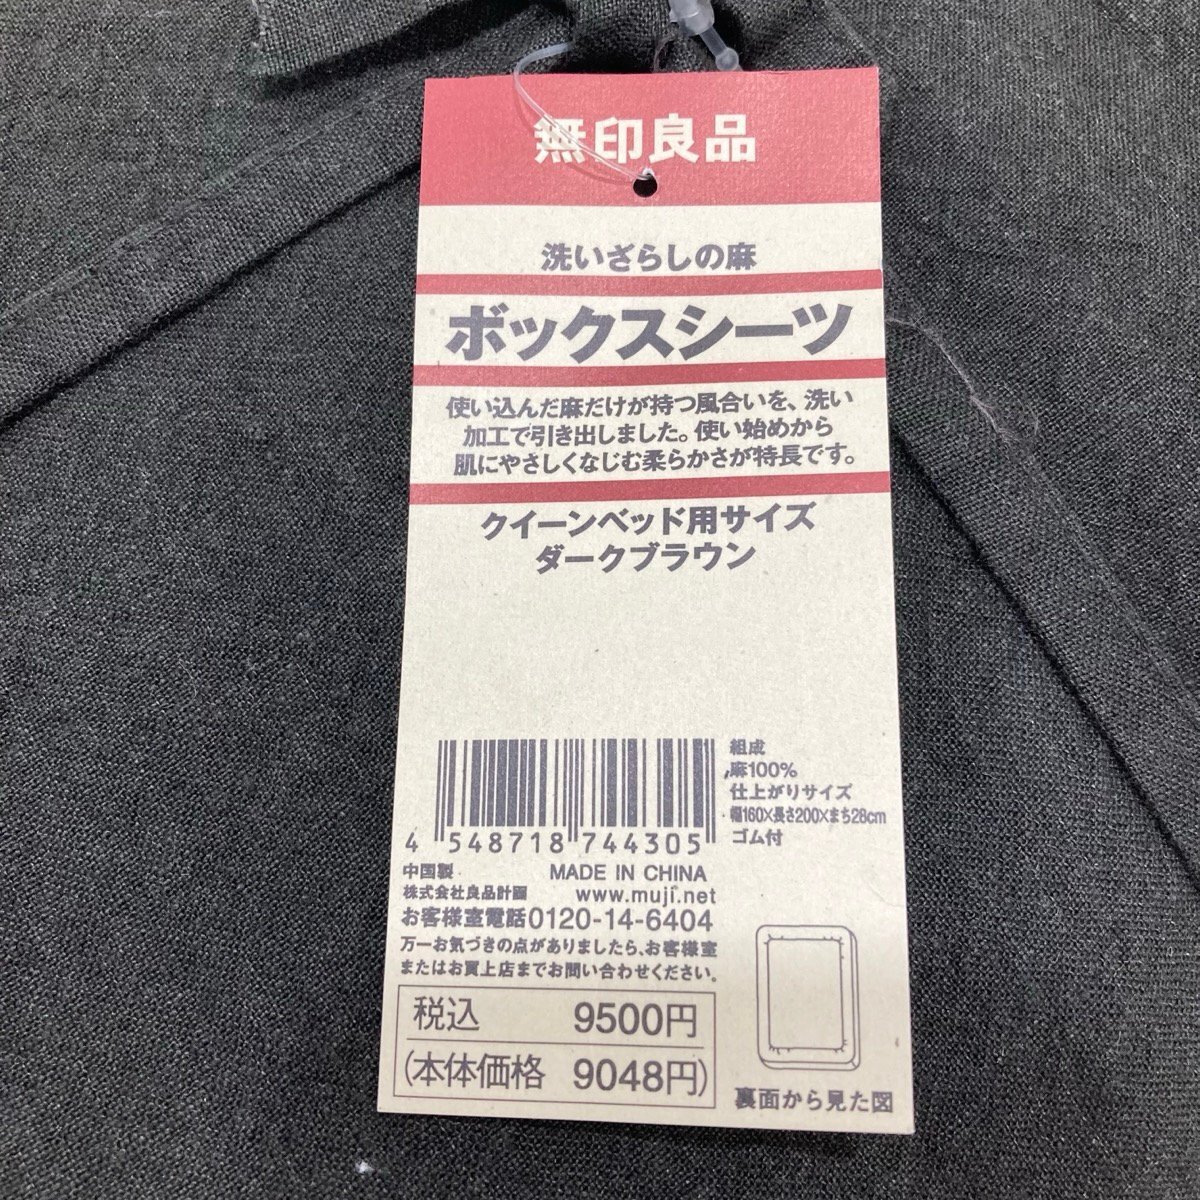 無印良品
洗いざらしの麻
ボックスシーツ
使い込んだ麻だけが持つ風合いを、洗い
加工で引き出しました。使い始めから
肌にやさしくなじむ柔らかさが特長です。
クイーンベッド用サイズ
ダークブラウン
4 548718 744305
組成
麻100%
仕上がりサイズ
幅160×長さ200×まち28cm
ゴム付
中国製 MADE IN CHINA
株式会社良品計画 www.muji.net
お客様室電話0120-14-6404
万一お気づきの点がありましたら、お客様室
またはお買上店までお問い合わせください。
税込 9500円
(本体価格 9048円)
裏面から見た図